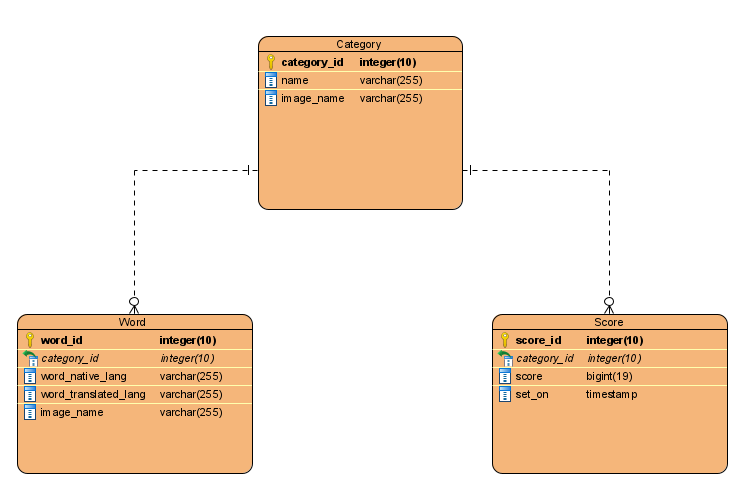 Category
category_id integer(10)
name varchar(255)
image_name varchar(255)
Word
word_id integer(10)
category_id integer(10)
word_native_lang varchar(255)
word_translated_lang varchar(255)
image_name varchar(255)
Score
score_id integer(10)
category_id integer(10)
score bigint(19)
set_on timestamp